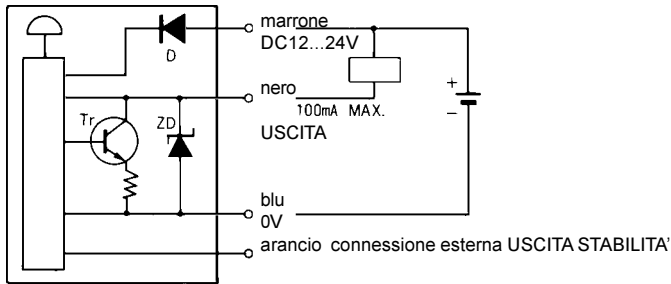 marrone
DC12...24V
D
nero
100mA MAX.
USCITA
Tr
ZD
+
−
blu
0V
arancio connessione esterna USCITA STABILITA'